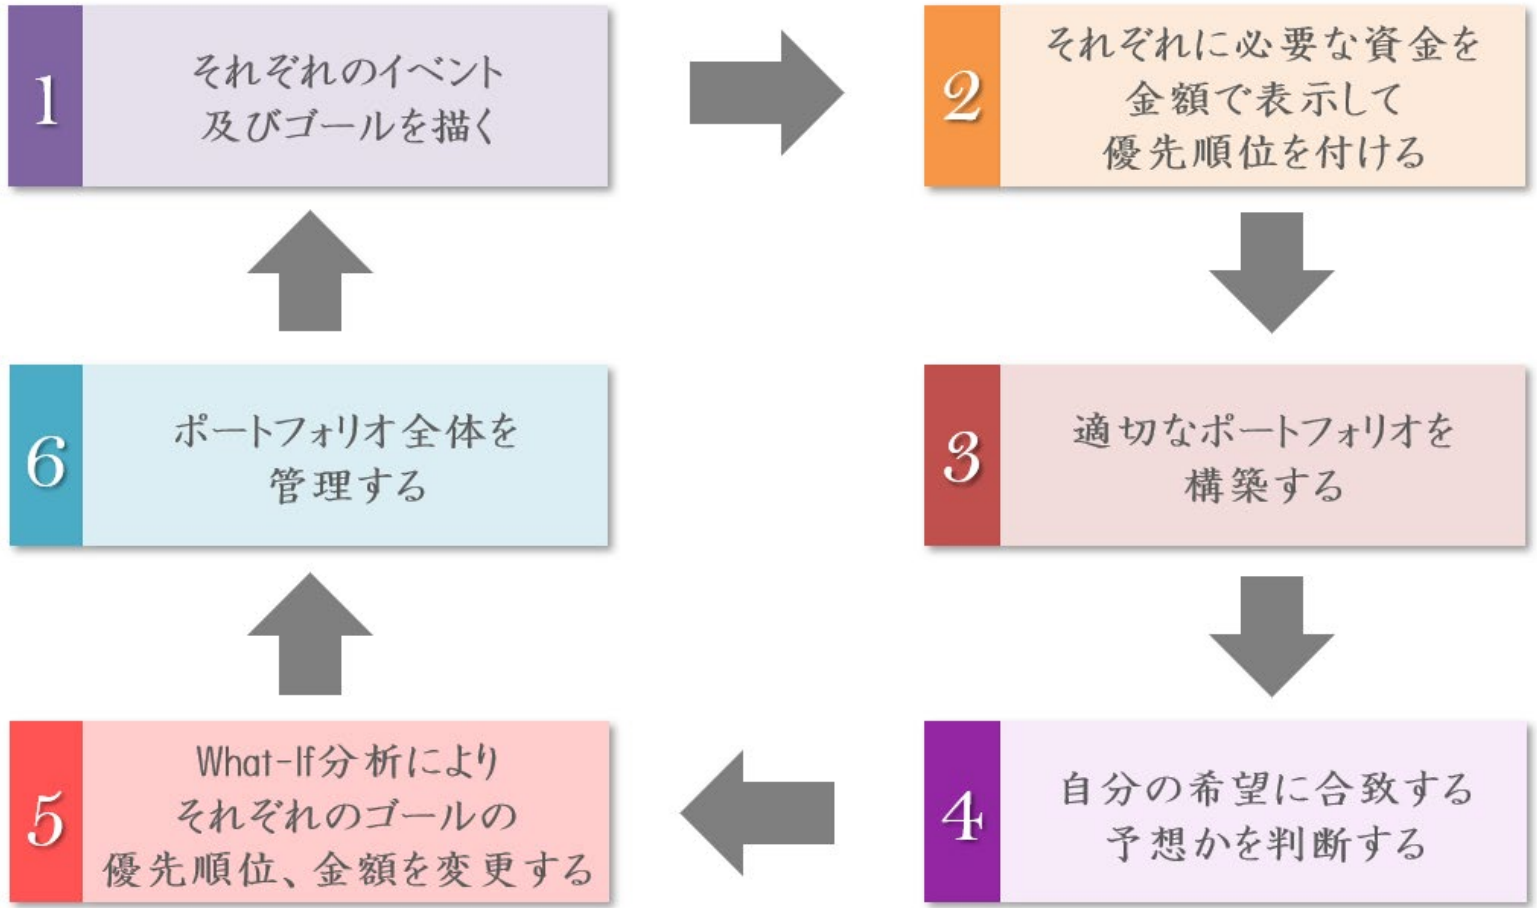 1
それぞれのイベント
及びゴールを描く
2
それぞれに必要な資金を
金額で表示して
優先順位を付ける
3
適切なポートフォリオを
構築する
4
自分の希望に合致する
予想かを判断する
5
What-If分析により
それぞれのゴールの
優先順位、金額を変更する
6
ポートフォリオ全体を
管理する